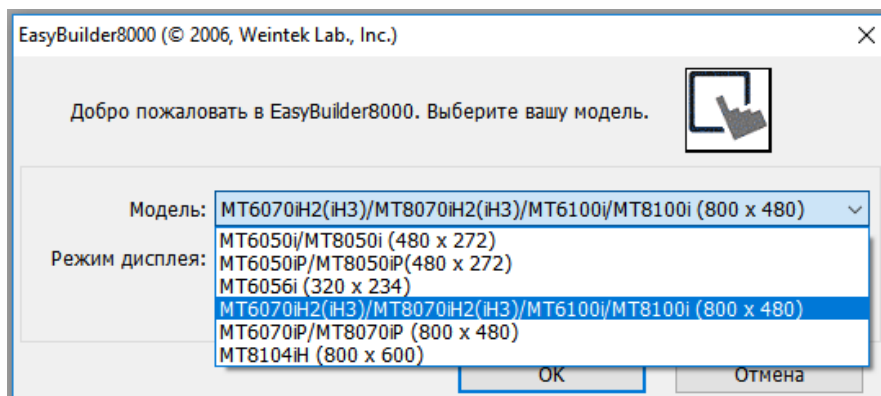 EasyBuilder8000 (© 2006, Weintek Lab., Inc.)
Добро пожаловать в EasyBuilder8000. Выберите вашу модель.
Модель: MT6070iH2(iH3)/MT8070iH2(iH3)/MT6100i/MT8100i (800 x 480)
MT6050i/MT8050i (480 x 272)
Режим дисплея:
MT6050iP/MT8050iP(480 x 272)
MT6056i (320 x 234)
MT6070iH2(iH3)/MT8070iH2(iH3)/MT6100i/MT8100i (800 x 480)
MT6070iP/MT8070iP (800 x 480)
MT8104iH (800 x 600)
OK Отмена